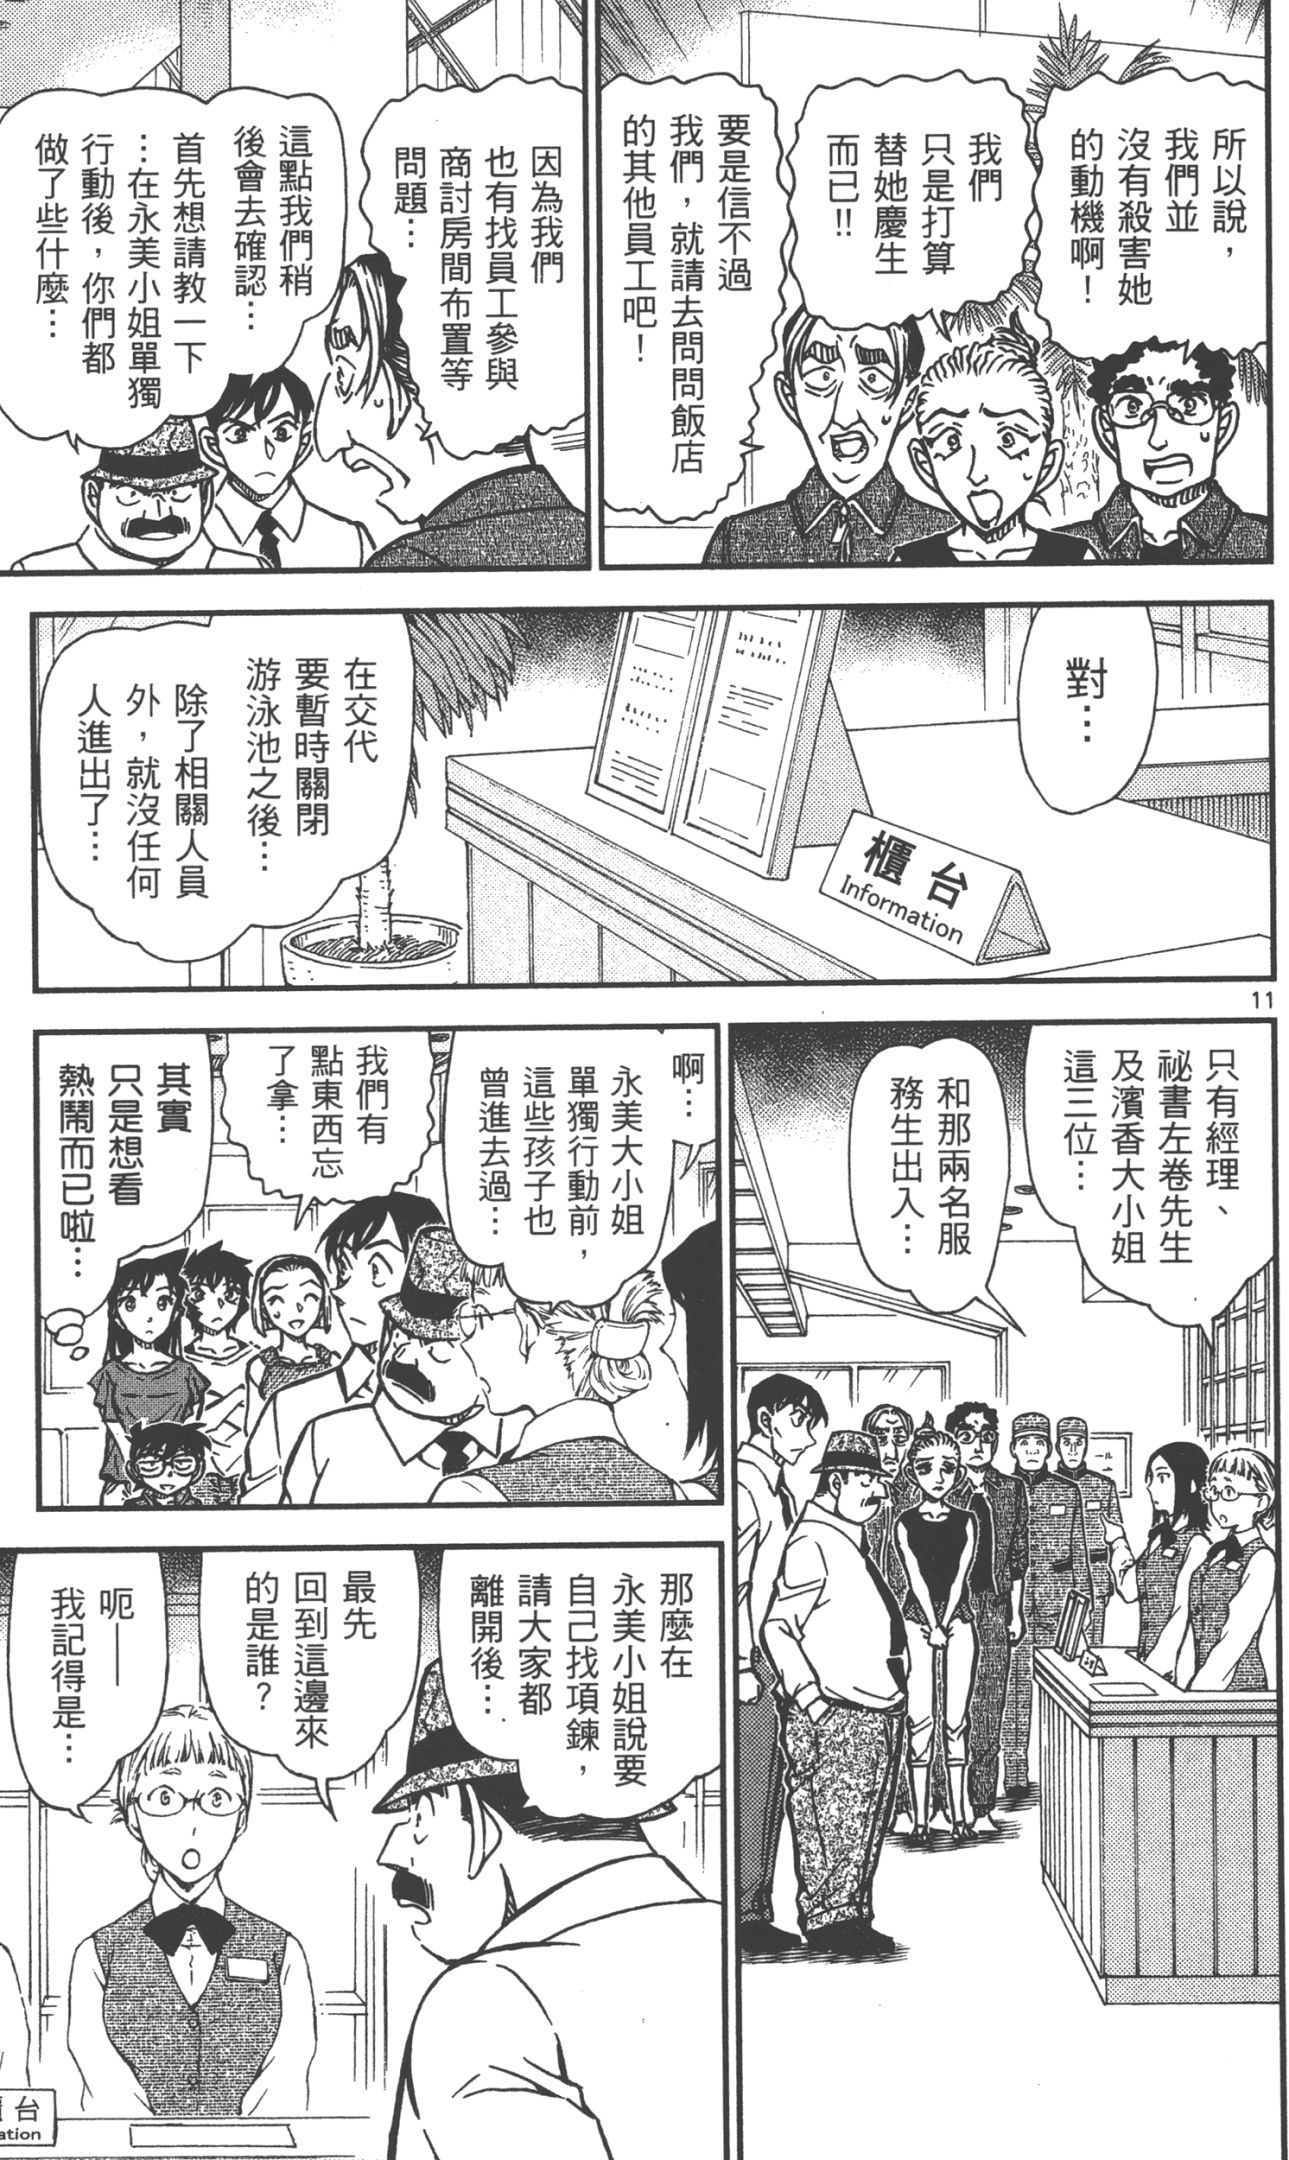 所以說，
我們並
沒有殺害她
的動機啊！
我們
只是打算
替她慶生
而已!!
要是信不過
我們，就請去問問飯店
的其他員工吧！
因為我們
也有找員工參與
商討房間布置等
問題…
這點我們稍
後會去確認…
首先想請教一下
…在永美小姐單獨
行動後，你們都
做了些什麼…
對…
櫃台
Information
在交代
要暫時關閉
游泳池之後…
除了相關人員
外，就沒任何
人進出了…
11
只有經理、
祕書左卷先生
及濱香大小姐
這三位…
和那兩名服
務生出入…
啊…
永美大小姐
單獨行動前，
這些孩子也
曾進去過…
我們有
點東西忘
了拿…
其實
只是想看
熱鬧而已啦…
那麼在
永美小姐說要
自己找項鍊，
請大家都
離開後…
最先
回到這邊來
的是誰？
呃——
我記得是…
台
ation